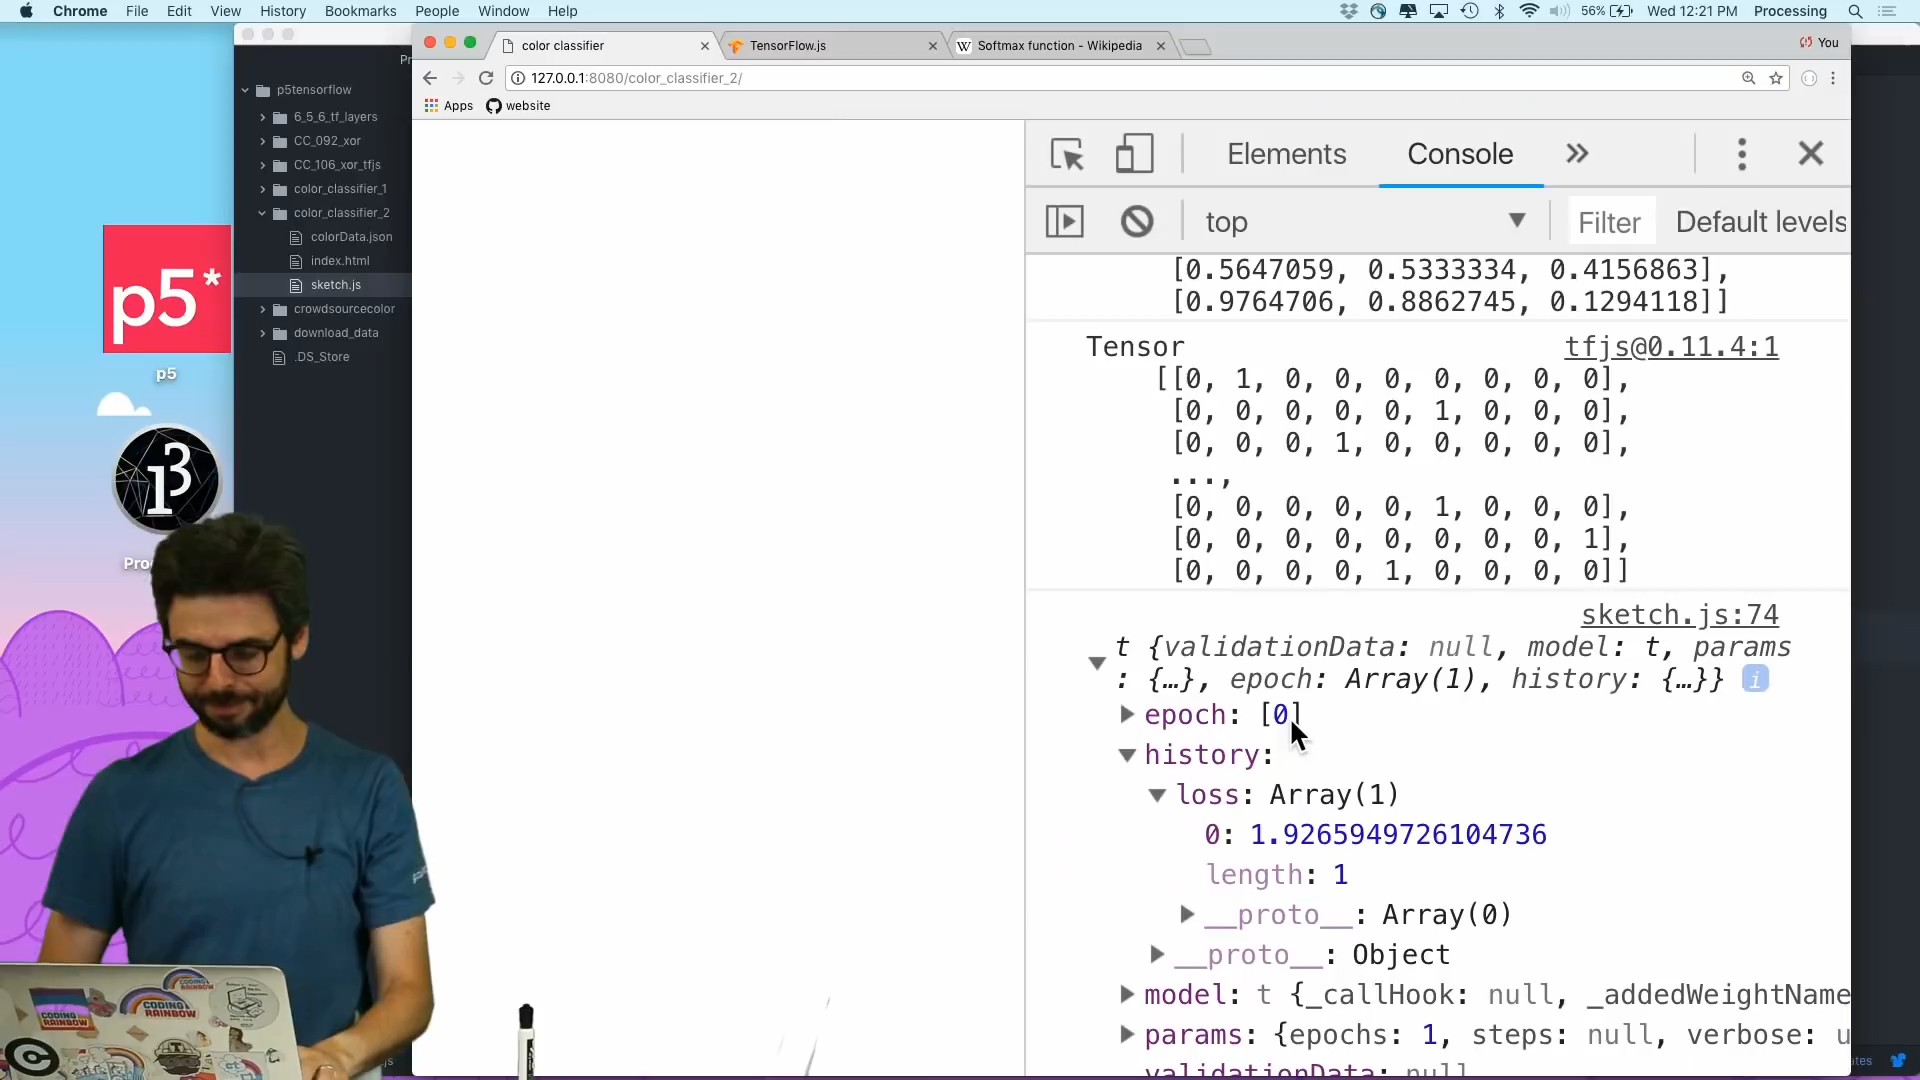 Chrome File Edit View History Bookmarks People Window Help
56% Wed 12:21 PM Processing
color classifier
TensorFlow.js
Softmax function - Wikipedia
You
127.0.0.1:8080/color_classifier_2/
Apps website
p5tensorflow
6_5_6_tf_layers
CC_092_xor
CC_106_xor_tfjs
color_classifier_1
color_classifier_2
colorData.json
index.html
sketch.js
crowdsourcecolor
download_data
.DS_Store
p5*
p5
Pro
Elements Console
top Filter Default levels
[0.5647059, 0.5333334, 0.4156863],
[0.9764706, 0.8862745, 0.1294118]]
Tensor tfjs@0.11.4:1
[[0, 1, 0, 0, 0, 0, 0, 0, 0],
[0, 0, 0, 0, 0, 1, 0, 0, 0],
[0, 0, 0, 1, 0, 0, 0, 0, 0],
...,
[0, 0, 0, 0, 0, 1, 0, 0, 0],
[0, 0, 0, 0, 0, 0, 0, 0, 1],
[0, 0, 0, 0, 1, 0, 0, 0, 0]]
sketch.js:74
t {validationData: null, model: t, params
: {…}, epoch: Array(1), history: {…}} i
epoch: [0]
history:
loss: Array(1)
0: 1.9265949726104736
length: 1
__proto__: Array(0)
__proto__: Object
model: t {_callHook: null, _addedWeightName
params: {epochs: 1, steps: null, verbose: u
validationData: null
CODING RAINBOW
CODING RAINBOW